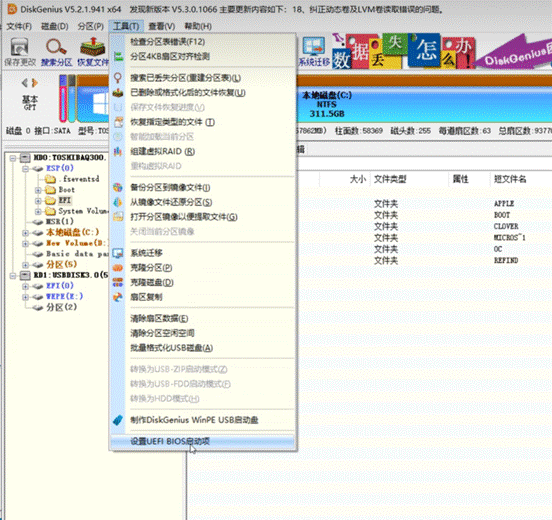 DiskGenius V5.2.1.941 x64 发现新版本 V5.3.0.1066 主要更新内容如下：18、纠正动态卷及LVM卷读取错误的问题。
文件(F) 磁盘(D) 分区(P) 工具(T) 查看(V) 帮助(H)
保存更改 搜索分区 恢复文件 系统迁移 数据丢失怎么办! DiskGenius
基本
GPT
本地磁盘(C:)
NTFS
311.5GB
磁盘 0 接口:SATA 型号:TOS 柱面数:58369 磁头数:255 每道扇区数:63 总扇区数:9377
HD0:TOSHIBAQ300.
ESP(0)
.fseventsd
Boot
EFI
System Volume
MSR(1)
本地磁盘(C:)
New Volume(D:
Basic data par
分区(5)
RD1:USBDISK3.0(5
EFI(0)
WEPE(E:)
分区(2)
检查分区表错误(F12)
分区4KB扇区对齐检测
搜索已丢失分区(重建分区表)(L)
已删除或格式化后的文件恢复(U)
保存文件恢复进度(V)
恢复指定类型的文件 (T)
智能加载当前分区
组建虚拟RAID (R)
重构虚拟RAID
备份分区到镜像文件(I)
从镜像文件还原分区(S)
打开分区镜像以便提取文件(G)
关闭当前分区镜像
系统迁移
克隆分区(P)
克隆磁盘(D)
扇区复制
清除扇区数据(E)
清除分区空闲空间
批量格式化USB磁盘(A)
转换为USB-ZIP启动模式(Z)
转换为USB-FDD启动模式(F)
转换为HDD模式(H)
制作DiskGenius WinPE USB启动盘
设置UEFI BIOS启动项
辑
大小 文件类型 属性 短文件名
文件夹 APPLE
文件夹 BOOT
文件夹 CLOVER
文件夹 MICROS~1
文件夹 OC
文件夹 REFIND